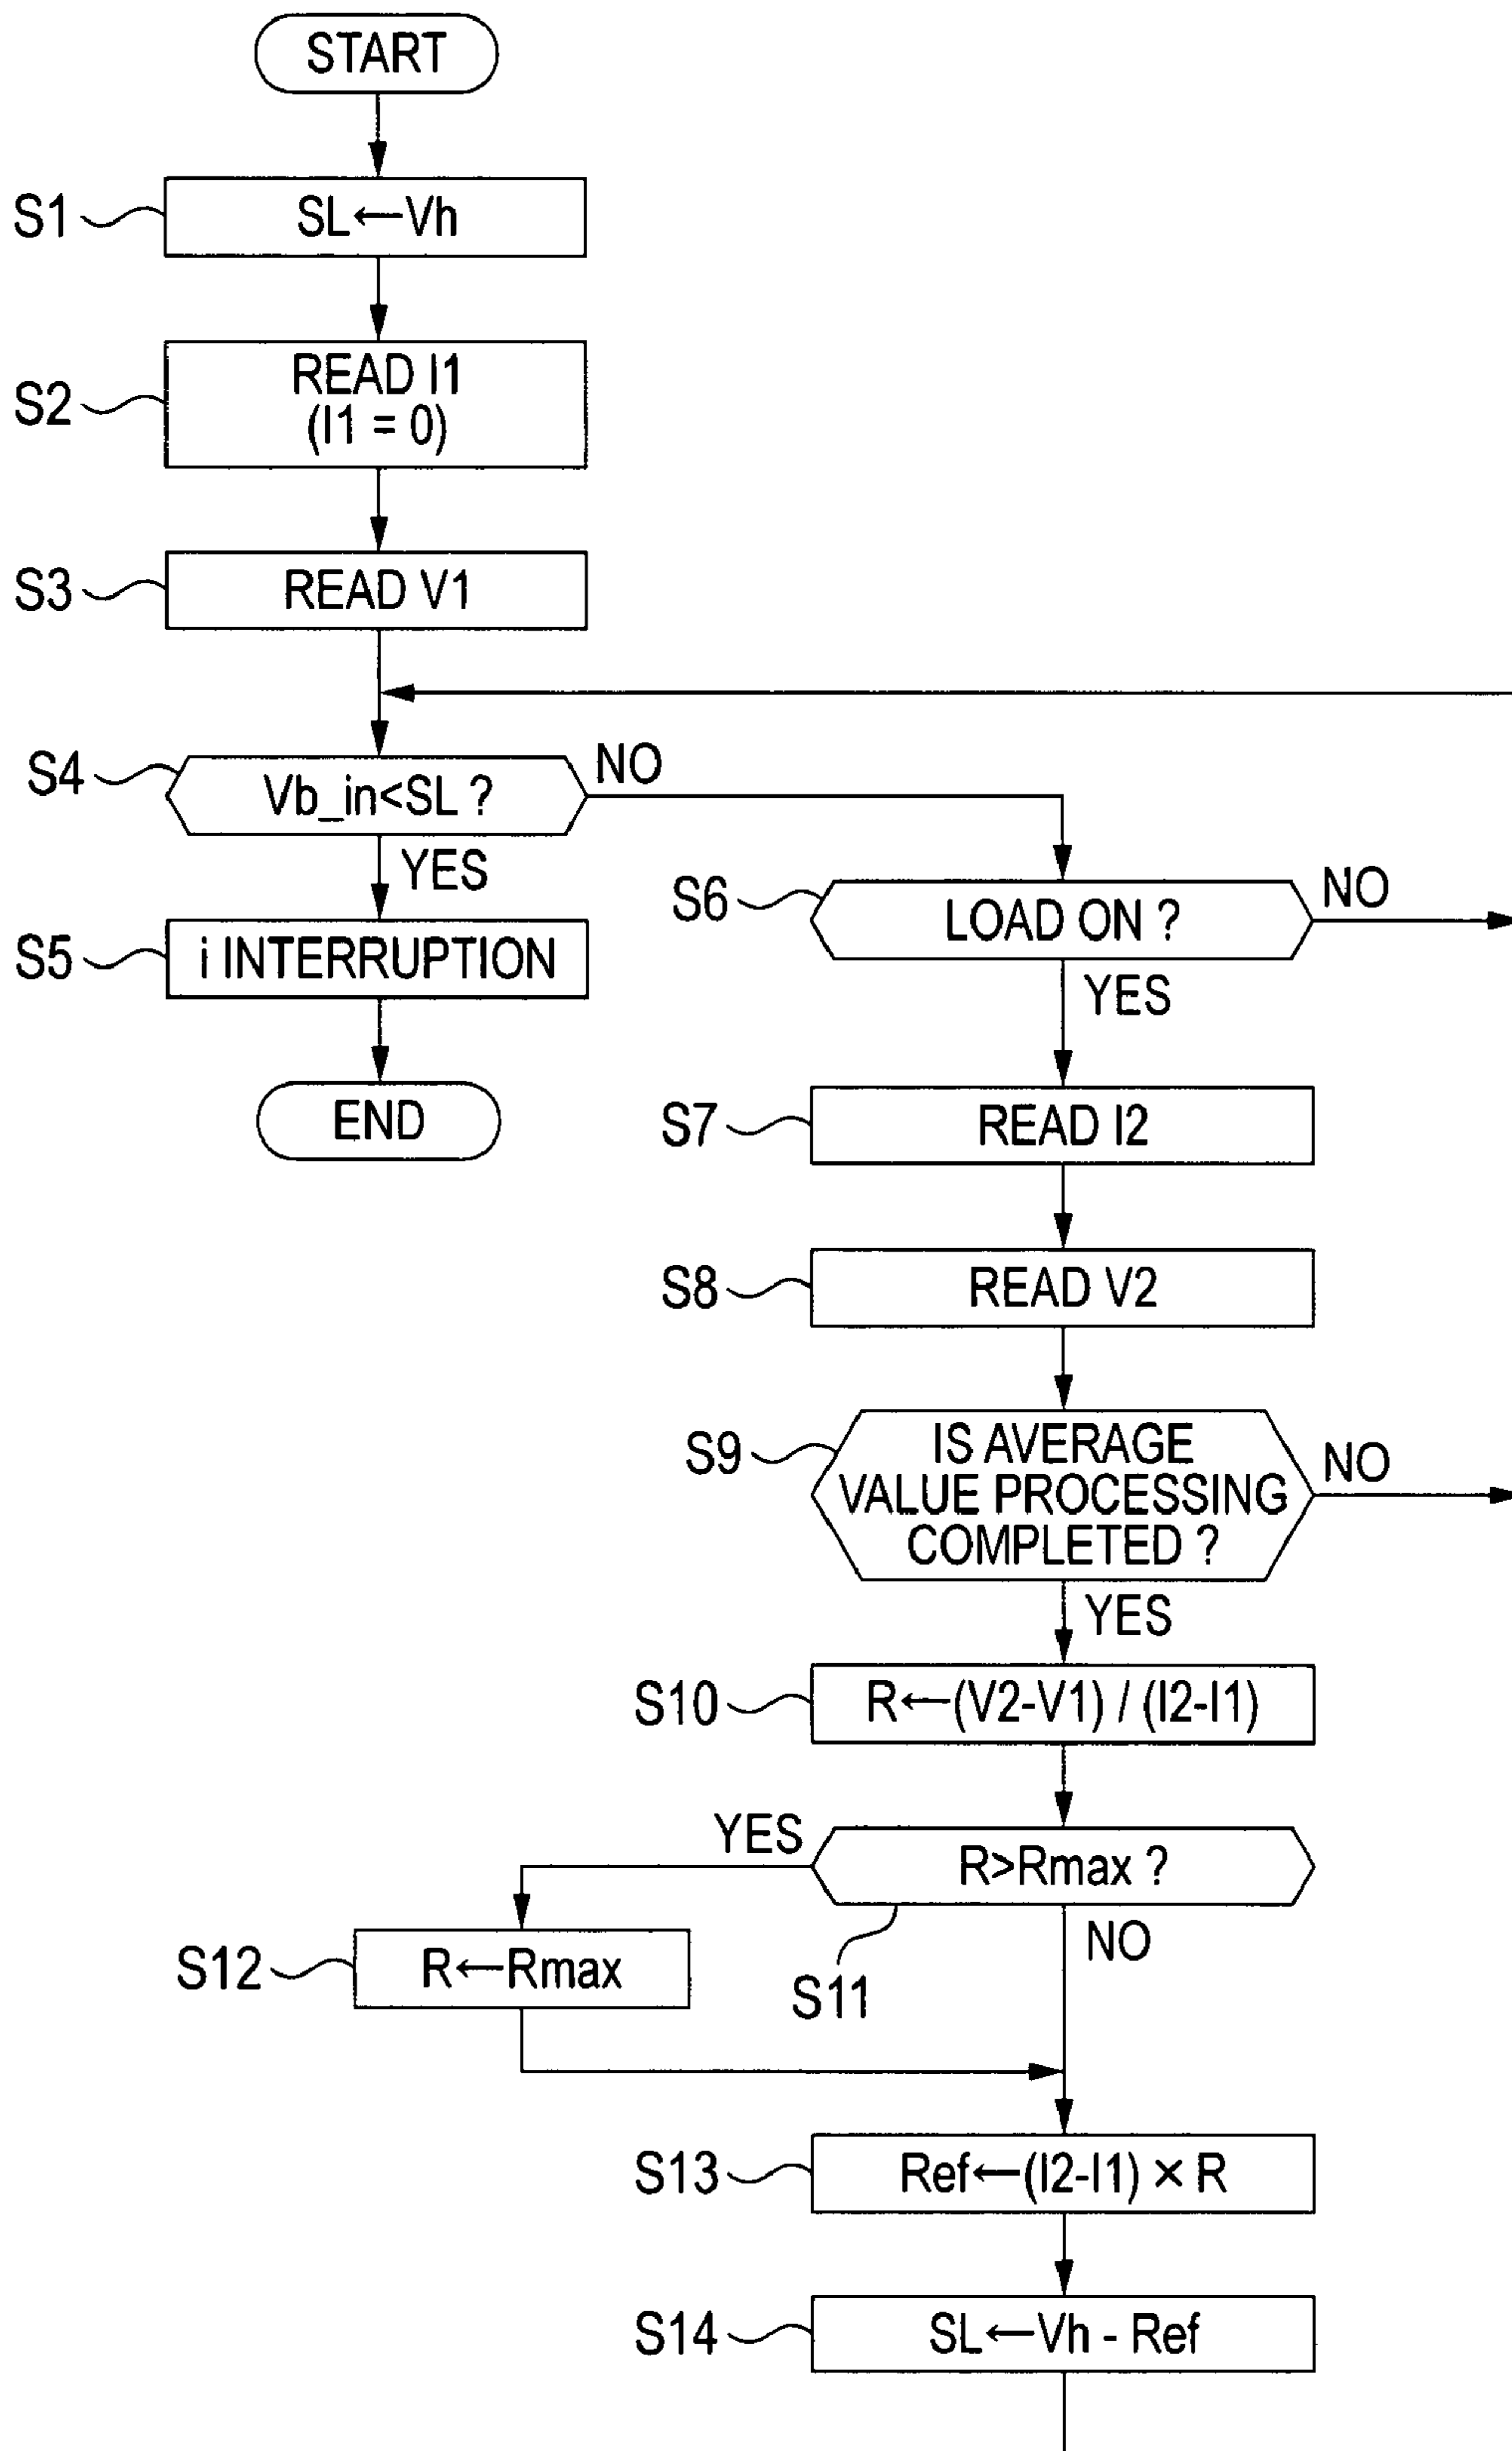 START
S1
SL←Vh
S2
READ I1
(I1 = 0)
S3
READ V1
S4
Vb_in<SL ?
NO
YES
S5
i INTERRUPTION
END
S6
LOAD ON ?
NO
YES
S7
READ I2
S8
READ V2
S9
IS AVERAGE
VALUE PROCESSING
COMPLETED ?
NO
YES
S10
R←(V2-V1) / (I2-I1)
S11
R>Rmax ?
YES
NO
S12
R←Rmax
S13
Ref←(I2-I1) × R
S14
SL←Vh - Ref